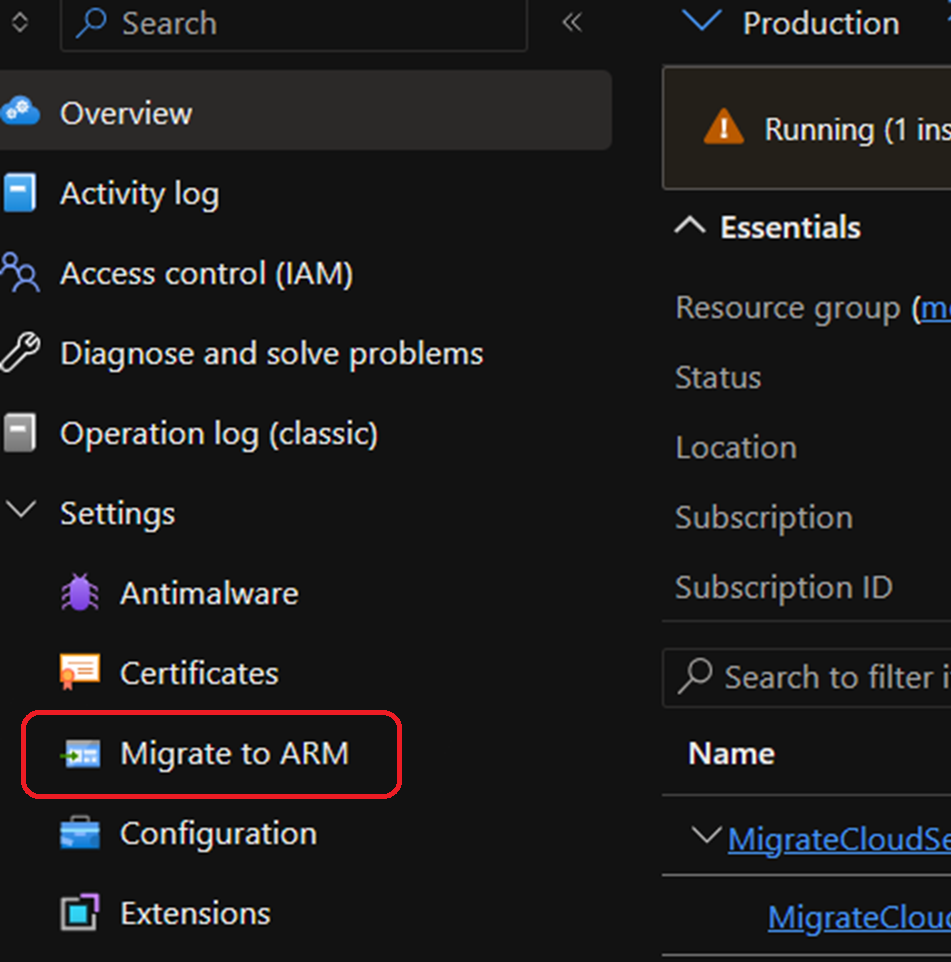 Search
Overview
Activity log
Access control (IAM)
Diagnose and solve problems
Operation log (classic)
Settings
Antimalware
Certificates
Migrate to ARM
Configuration
Extensions
Production
Running (1 ins
Essentials
Resource group (m
Status
Location
Subscription
Subscription ID
Search to filter i
Name
MigrateCloudSe
MigrateClou